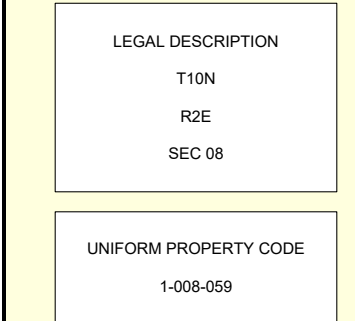 LEGAL DESCRIPTION
T10N
R2E
SEC 08
UNIFORM PROPERTY CODE
1-008-059